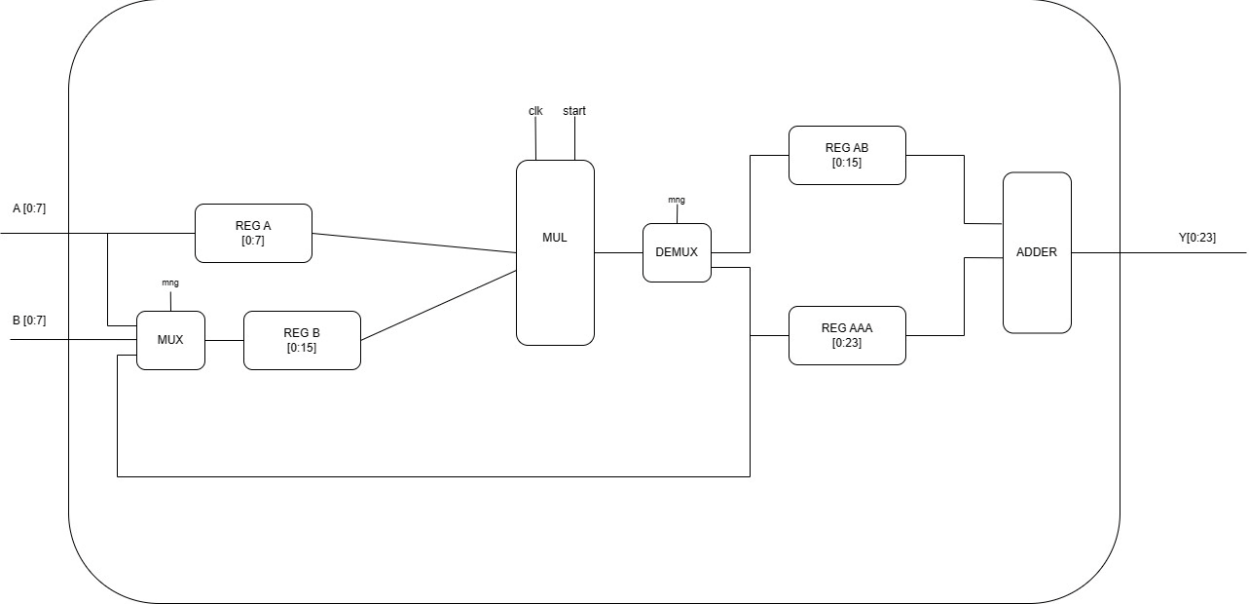 clk
start
REG AB
[0:15]
mng
A [0:7]
REG A
[0:7]
MUL
Y[0:23]
DEMUX
ADDER
mng
B [0:7]
MUX
REG B
[0:15]
REG AAA
[0:23]